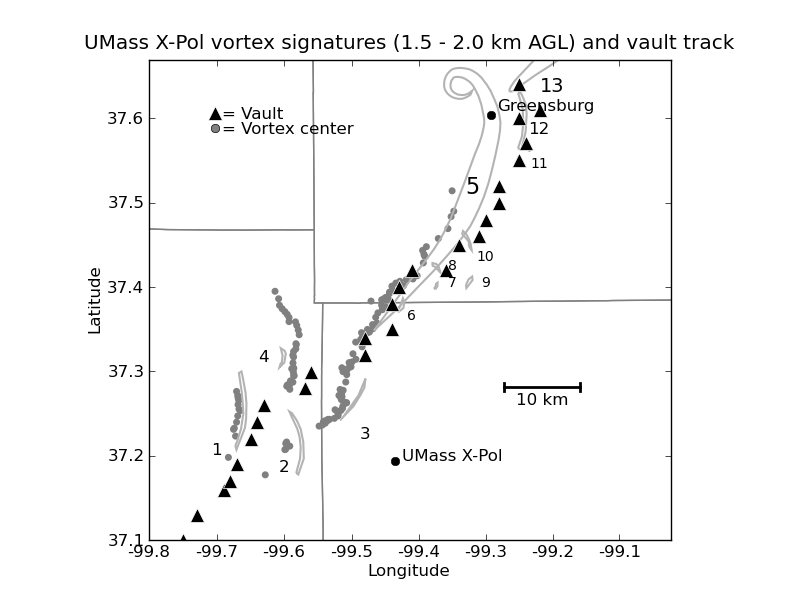 UMass X-Pol vortex signatures (1.5 - 2.0 km AGL) and vault track
13
Greensburg
= Vault
= Vortex center
12
11
5
10
8
7
9
6
4
10 km
3
1
2
UMass X-Pol
37.6
37.5
37.4
37.3
37.2
37.1
Latitude
-99.8 -99.7 -99.6 -99.5 -99.4 -99.3 -99.2 -99.1
Longitude